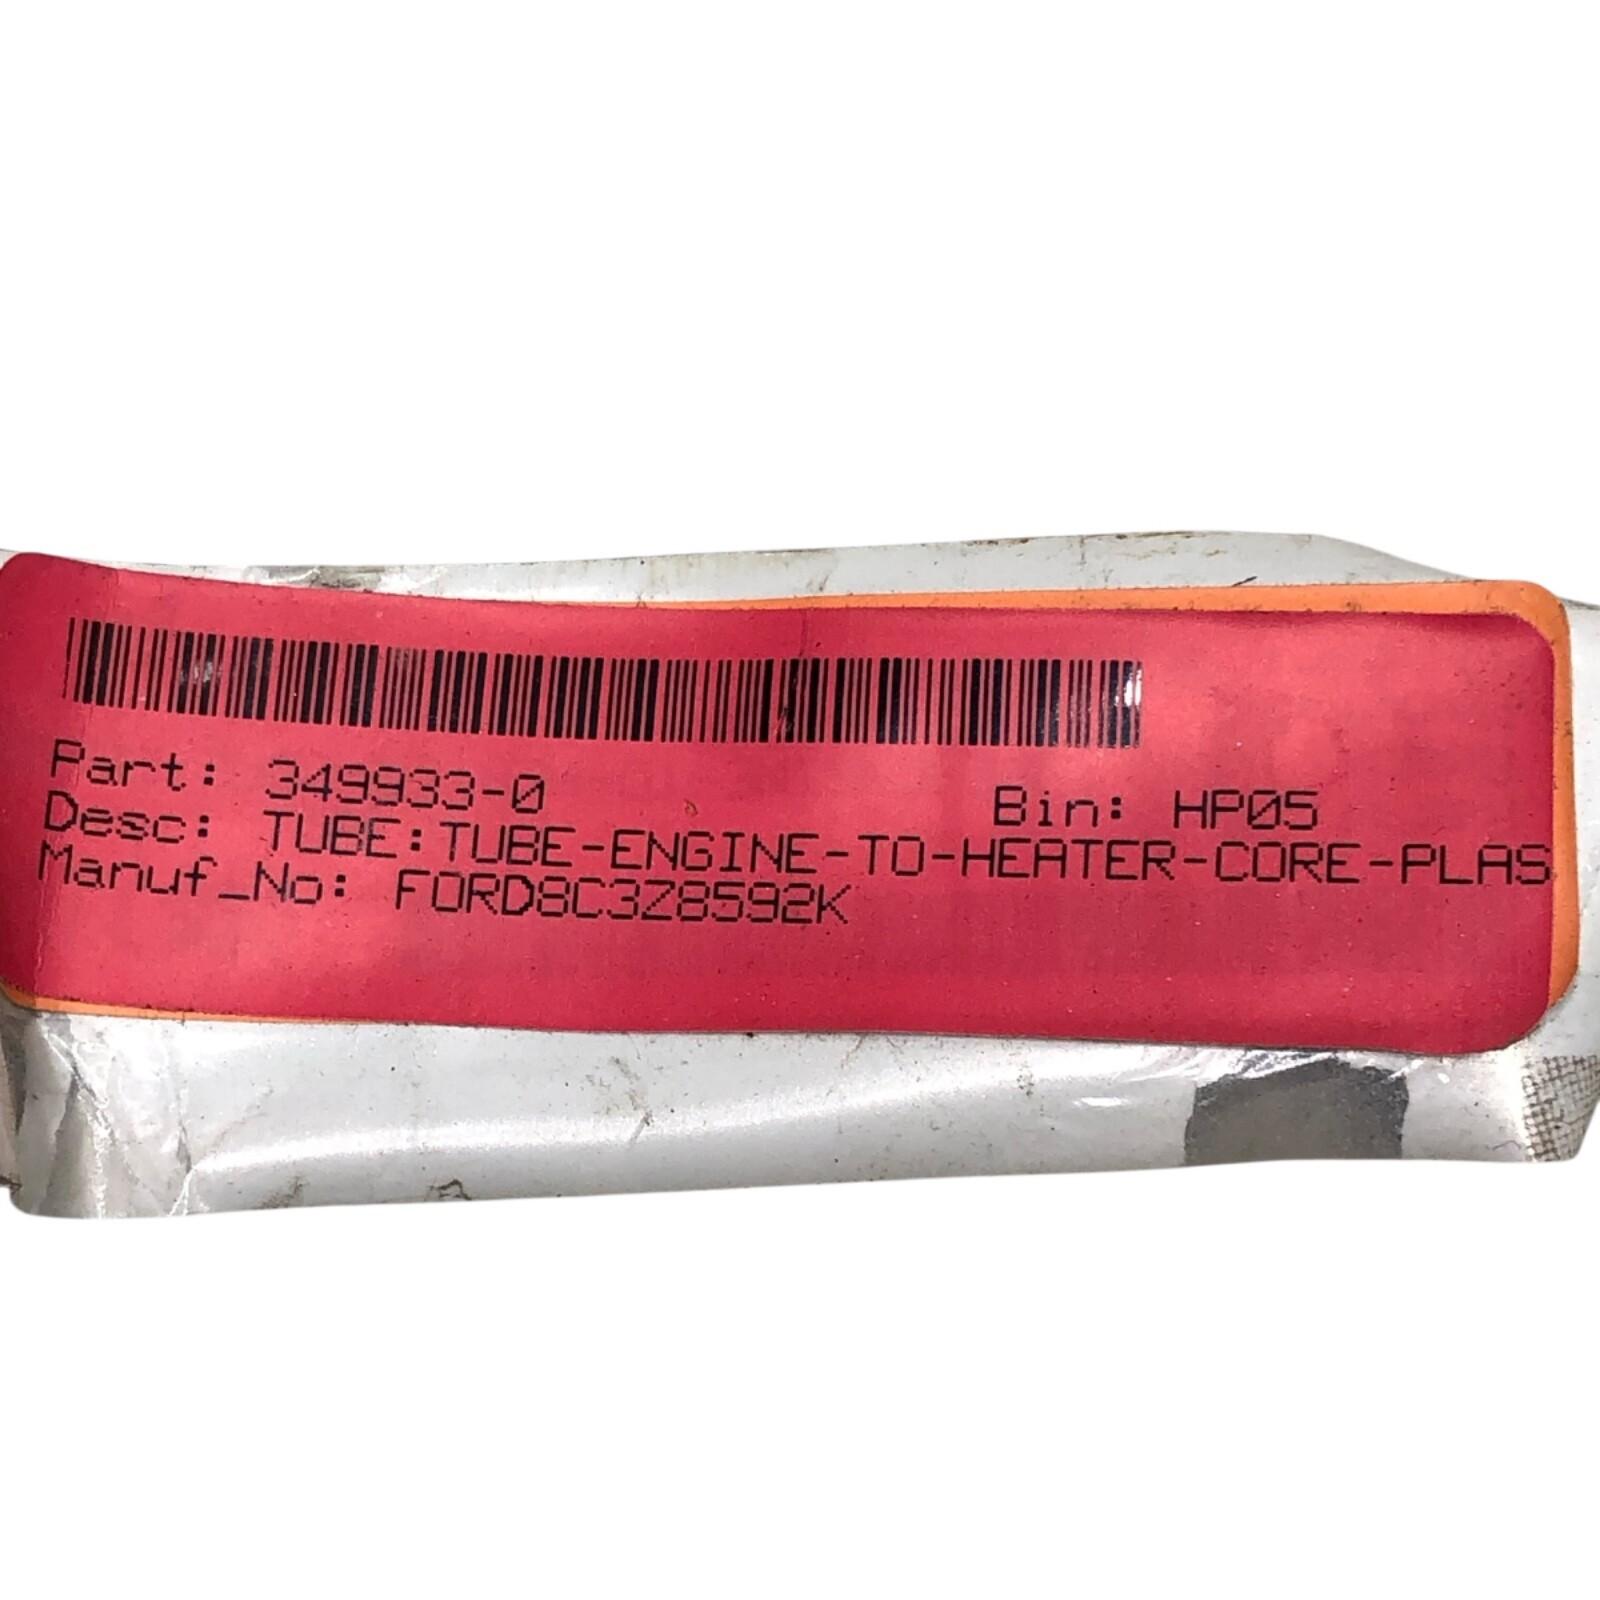 Part: 349933-0 Bin: HP05
Desc: TUBE:TUBE-ENGINE-TO-HEATER-CORE-PLAS
Manuf_No: FORD8C3Z8592K